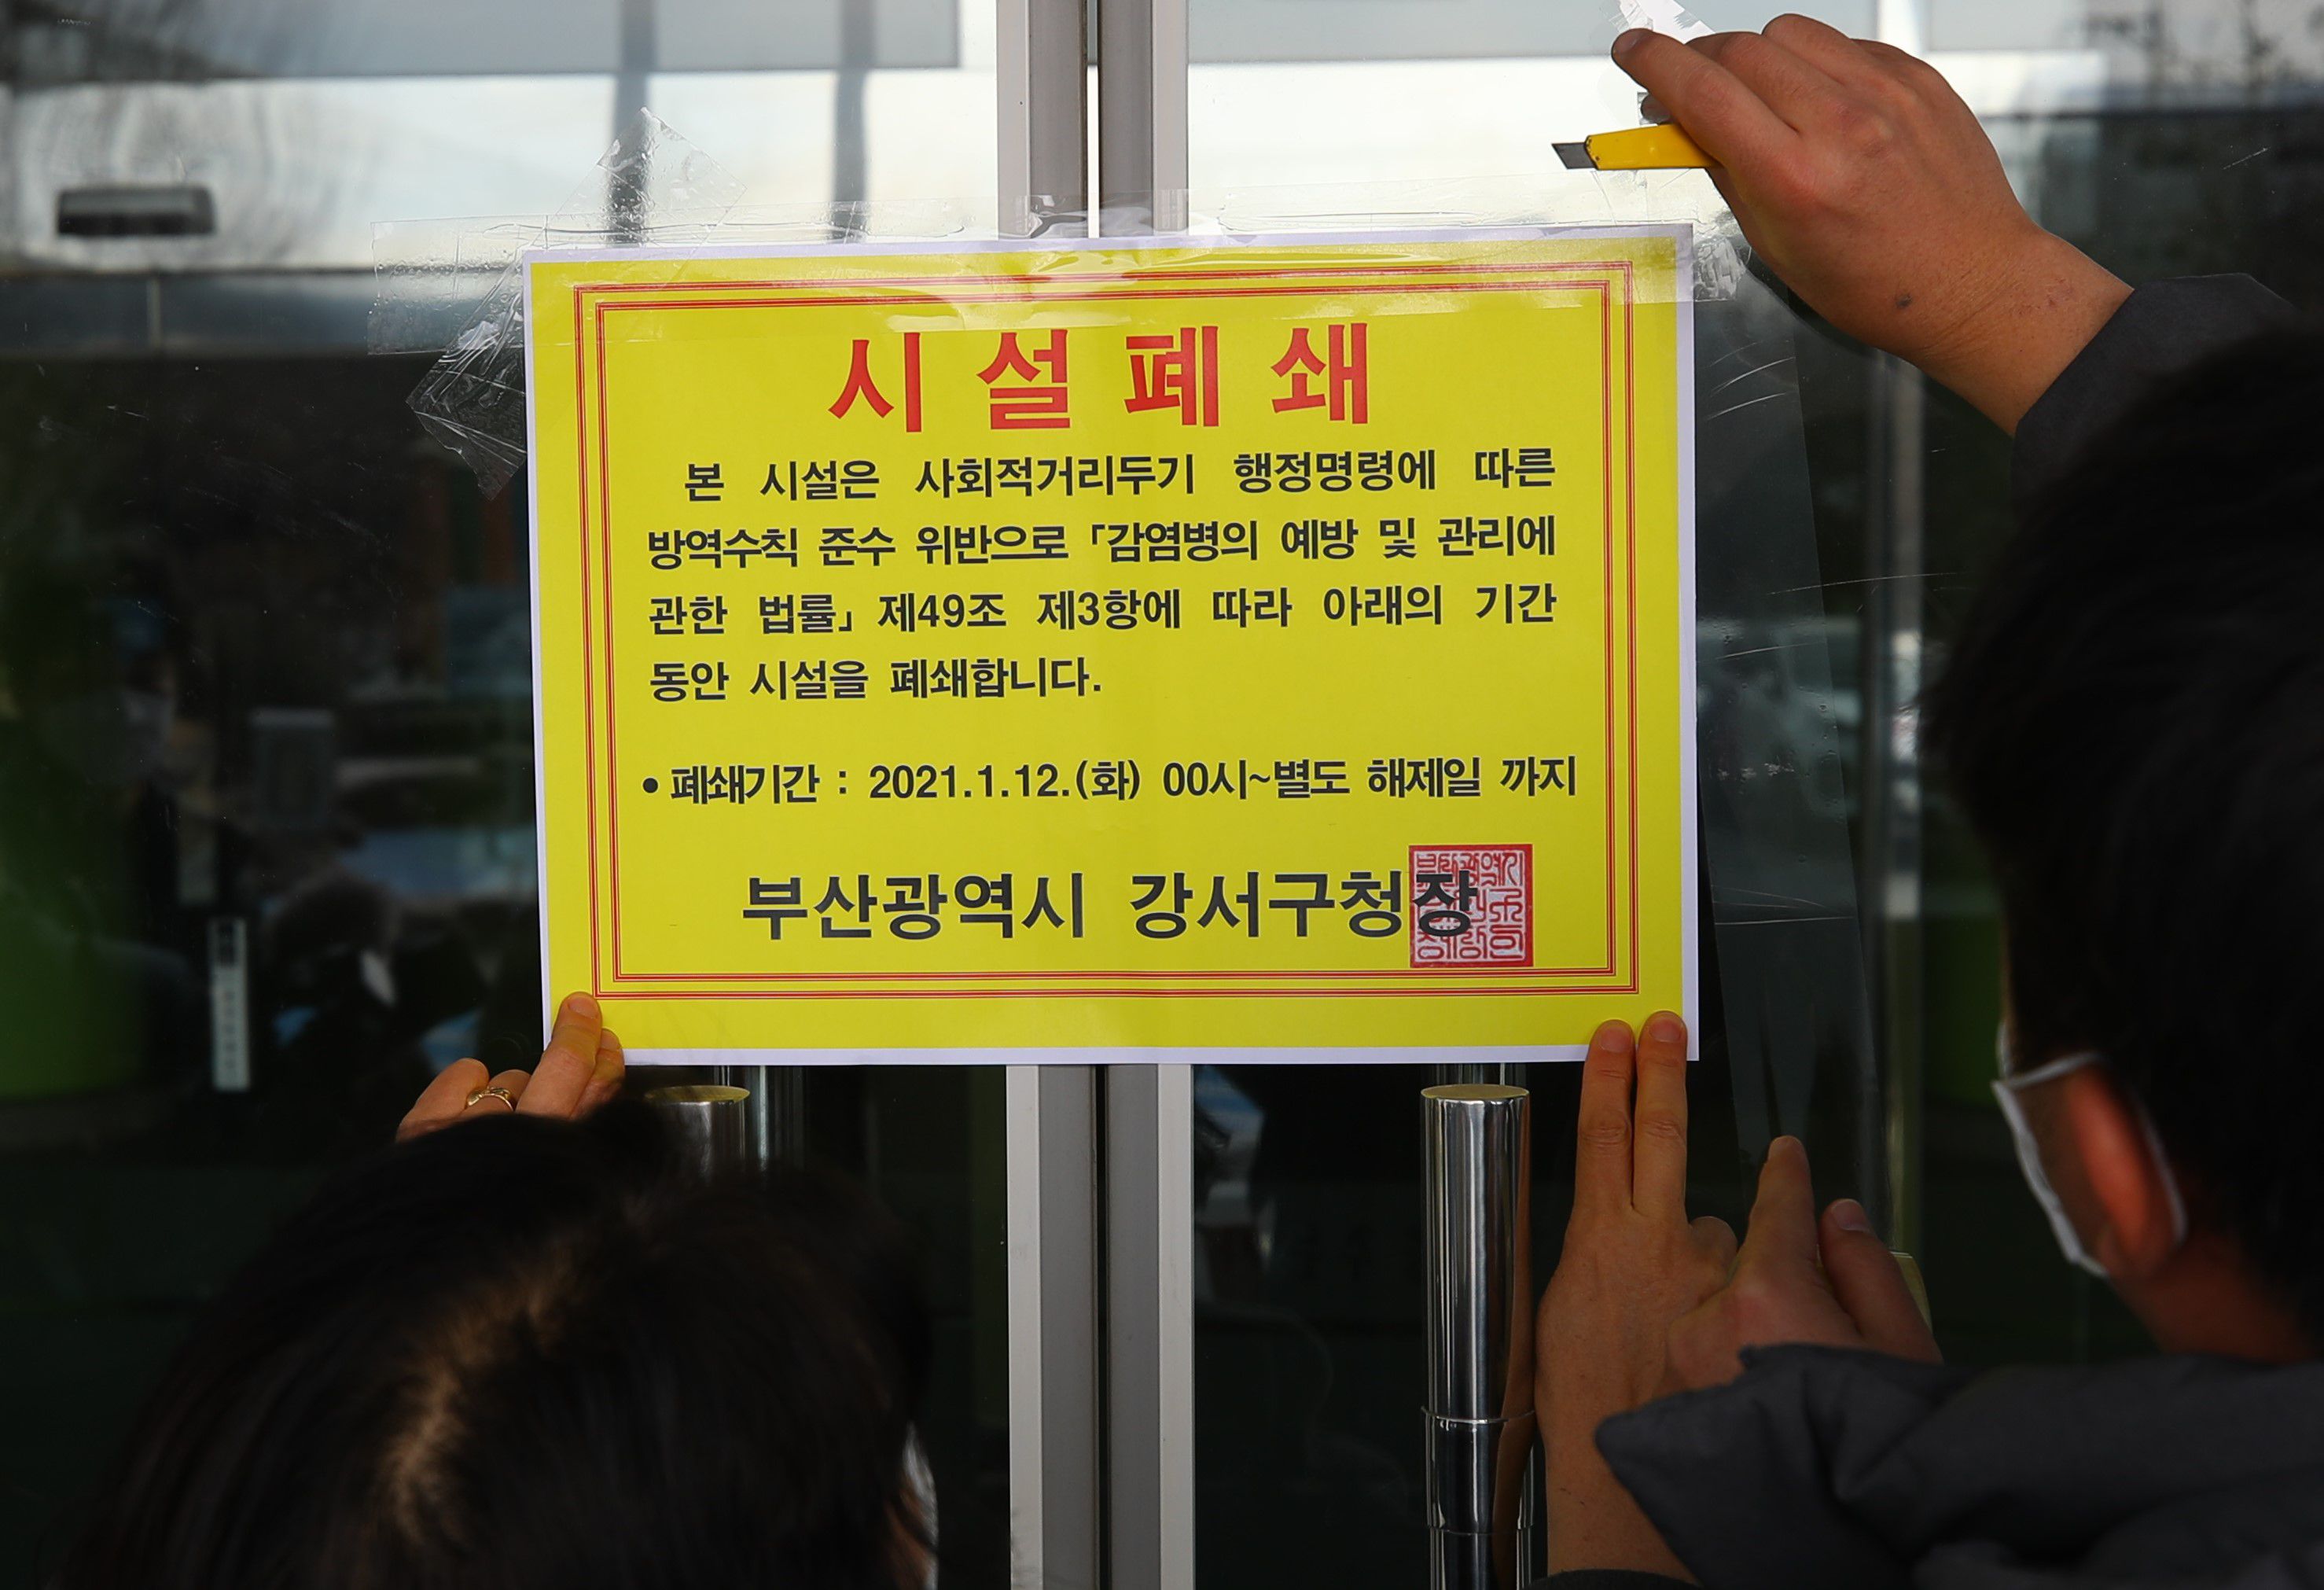 시설폐쇄
본 시설은 사회적거리두기 행정명령에 따른
방역수칙 준수 위반으로 「감염병의 예방 및 관리에
관한 법률」 제49조 제3항에 따라 아래의 기간
동안 시설을 폐쇄합니다.
• 폐쇄기간 : 2021.1.12.(화) 00시~별도 해제일 까지
부산광역시 강서구청장